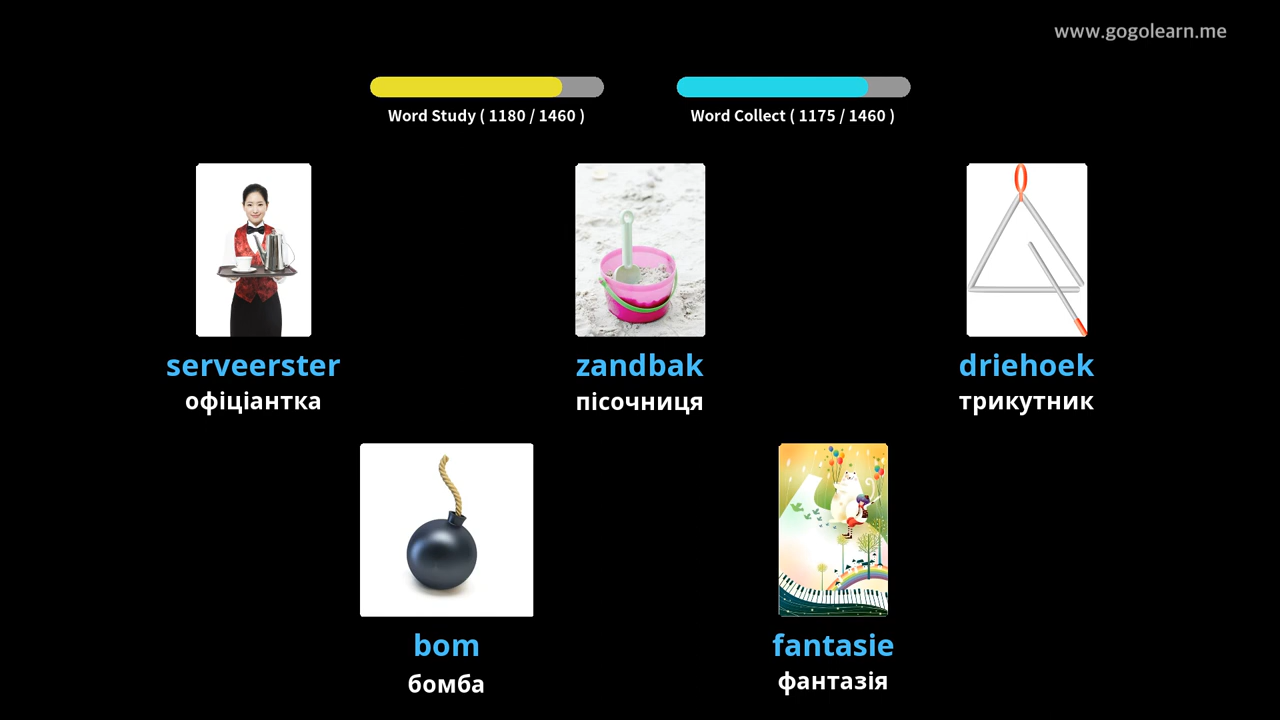 www.gogolearn.me
Word Study ( 1180 / 1460 )
Word Collect ( 1175 / 1460 )
serveerster
офіціантка
zandbak
пісочниця
driehoek
трикутник
bom
бомба
fantasie
фантазія